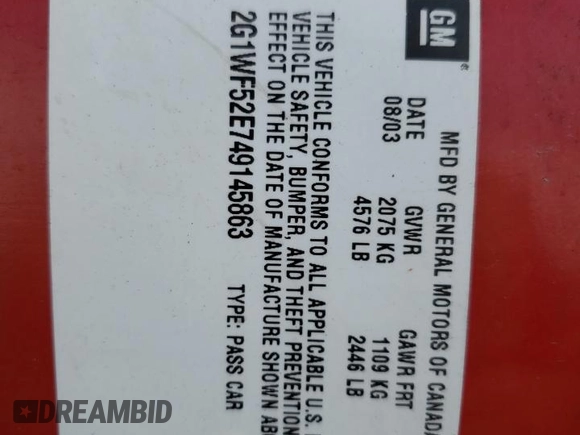 GM
MFD BY GENERAL MOTORS OF CANADA
DATE GVWR GAWR FRT
08/03 2075 KG 1109 KG
4576 LB 2446 LB
THIS VEHICLE CONFORMS TO ALL APPLICABLE U.S.
VEHICLE SAFETY, BUMPER, AND THEFT PREVENTION
EFFECT ON THE DATE OF MANUFACTURE SHOWN AB
2G1WF52E749145863 TYPE: PASS CAR
DREAMBID